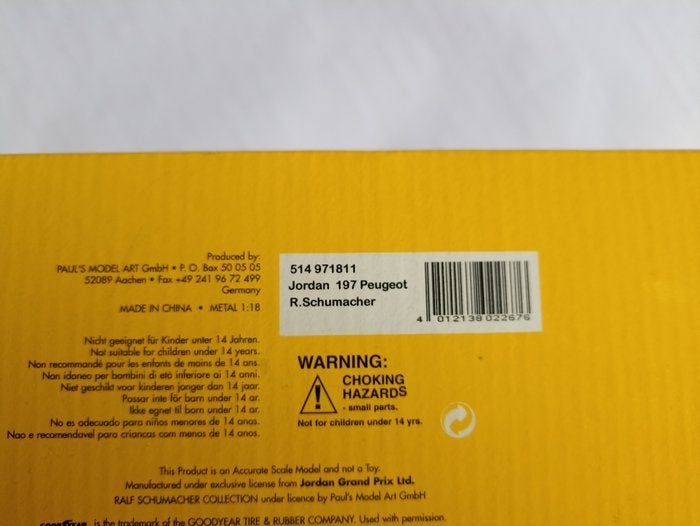 Produced by:
PAUL'S MODEL ART GmbH • P. O. Box 50 05 05
52089 Aachen • Fax +49 241 96 72 499
Germany
MADE IN CHINA • METAL 1:18
514 971811
Jordan 197 Peugeot
R.Schumacher
4 012138 022676
Nicht geeignet für Kinder unter 14 Jahren.
Not suitable for children under 14 years.
Non recommandé pour les enfants de moins de 14 ans.
Non idoneo per bambini di età inferiore ai 14 anni.
Niet geschikt voor kinderen jonger dan 14 jaar.
Passar inte för barn under 14 ar.
Ikke egnet til barn under 14 ar.
No es adecuado para niños menores de 14 anos.
Nao e recomendavel para criancas com menos de 14 anos.
WARNING:
CHOKING
HAZARDS
- small parts.
Not for children under 14 yrs.
This Product is an Accurate Scale Model and not a Toy.
Manufactured under exclusive license from Jordan Grand Prix Ltd.
RALF SCHUMACHER COLLECTION under licence by Paul's Model Art GmbH
GOODYEAR is the trademark of the GOODYEAR TIRE & RUBBER COMPANY. Used with permission.